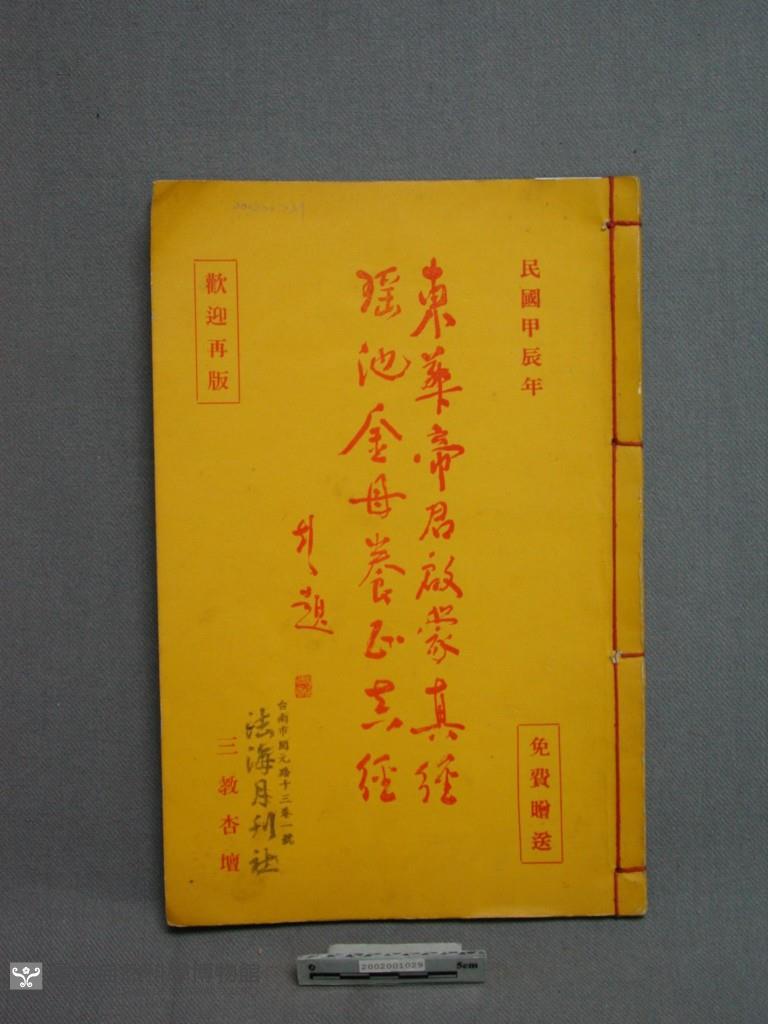 民國甲辰年
免費贈送
東華帝君啟蒙真經
瑤池金母養正真經
題
台南市開元路十三巷一號
法海月刊社
三教杏壇
歡迎再版
2002001029
5cm